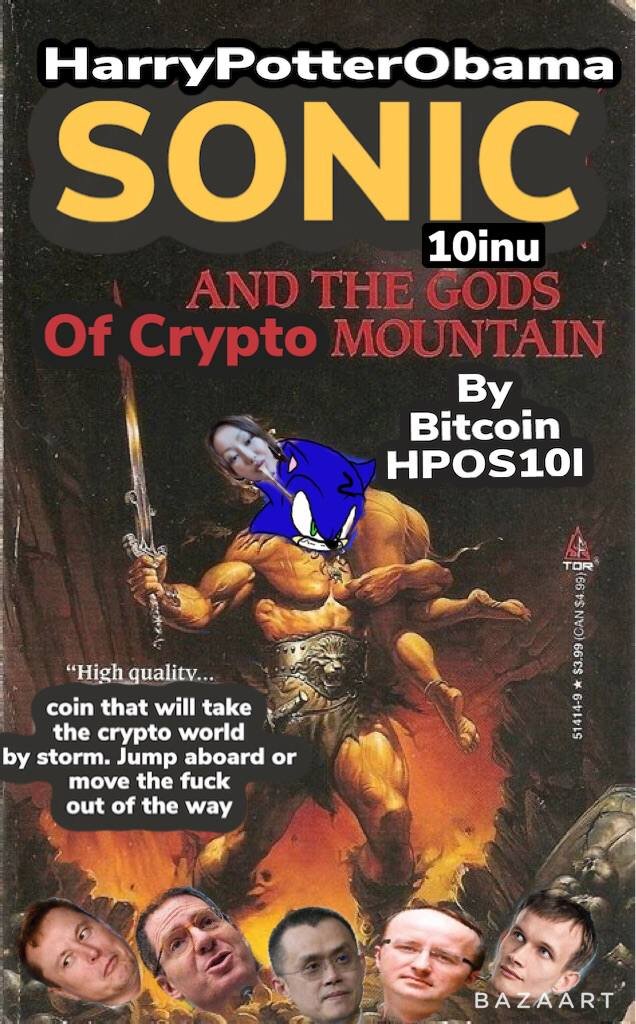 HarryPotterObama
SONIC
10inu
AND THE GODS
Of Crypto MOUNTAIN
By
Bitcoin
HPOS10I
TOR
51414-9 ★ $3.99 (CAN $4.99)
“High quality...
coin that will take
the crypto world
by storm. Jump aboard or
move the fuck
out of the way
BAZAART